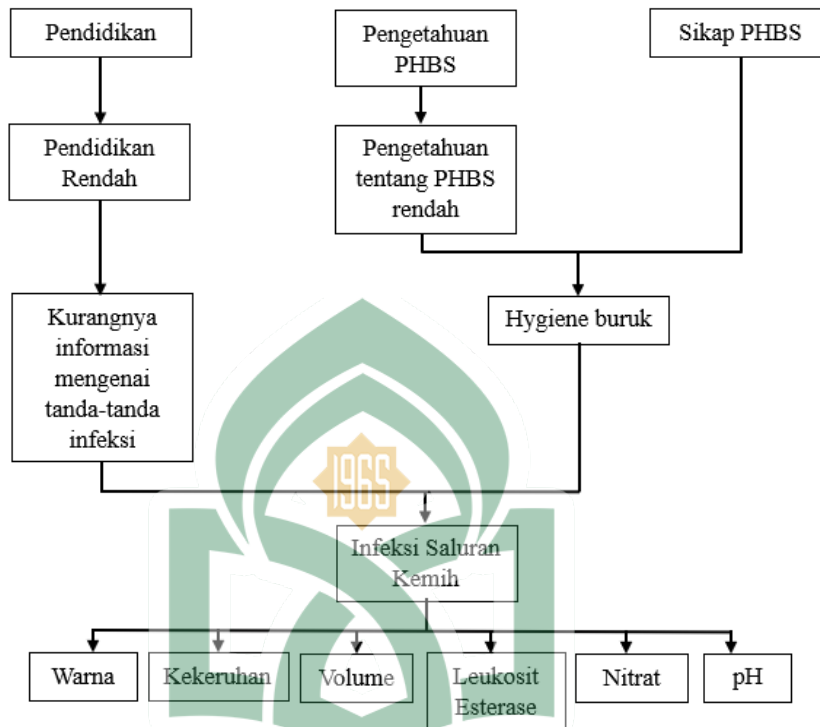 Pendidikan
Pengetahuan
PHBS
Sikap PHBS
Pendidikan
Rendah
Pengetahuan
tentang PHBS
rendah
Kurangnya
informasi
mengenai
tanda-tanda
infeksi
Hygiene buruk
1965
Infeksi Saluran
Kemih
Warna
Kekeruhan
Volume
Leukosit
Esterase
Nitrat
pH